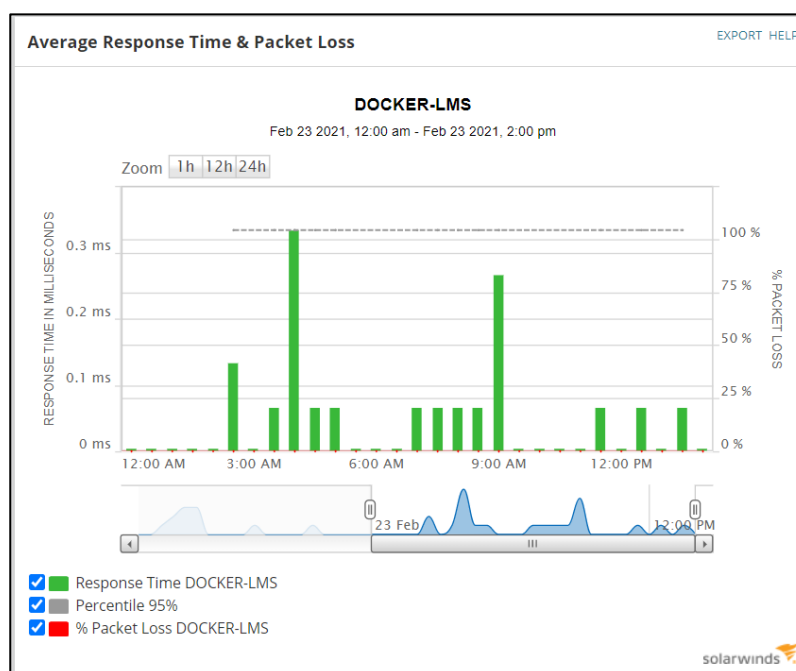 Average Response Time & Packet Loss
EXPORT HELP
DOCKER-LMS
Feb 23 2021, 12:00 am - Feb 23 2021, 2:00 pm
Zoom 1h 12h 24h
RESPONSE TIME IN MILLISECONDS
0.3 ms
0.2 ms
0.1 ms
0 ms
100 %
75 %
50 %
25 %
0 %
% PACKET LOSS
12:00 AM 3:00 AM 6:00 AM 9:00 AM 12:00 PM
23 Feb 12:00 PM
Response Time DOCKER-LMS
Percentile 95%
% Packet Loss DOCKER-LMS
solarwinds